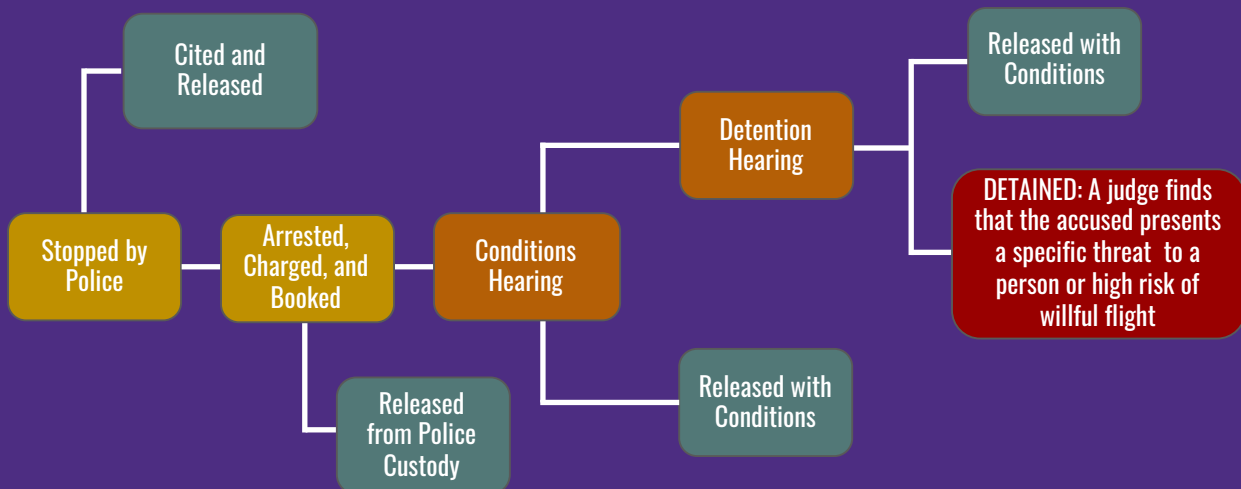 Cited and
Released
Stopped by
Police
Arrested,
Charged, and
Booked
Released
from Police
Custody
Conditions
Hearing
Detention
Hearing
Released with
Conditions
Released with
Conditions
DETAINED: A judge finds
that the accused presents
a specific threat to a
person or high risk of
willful flight